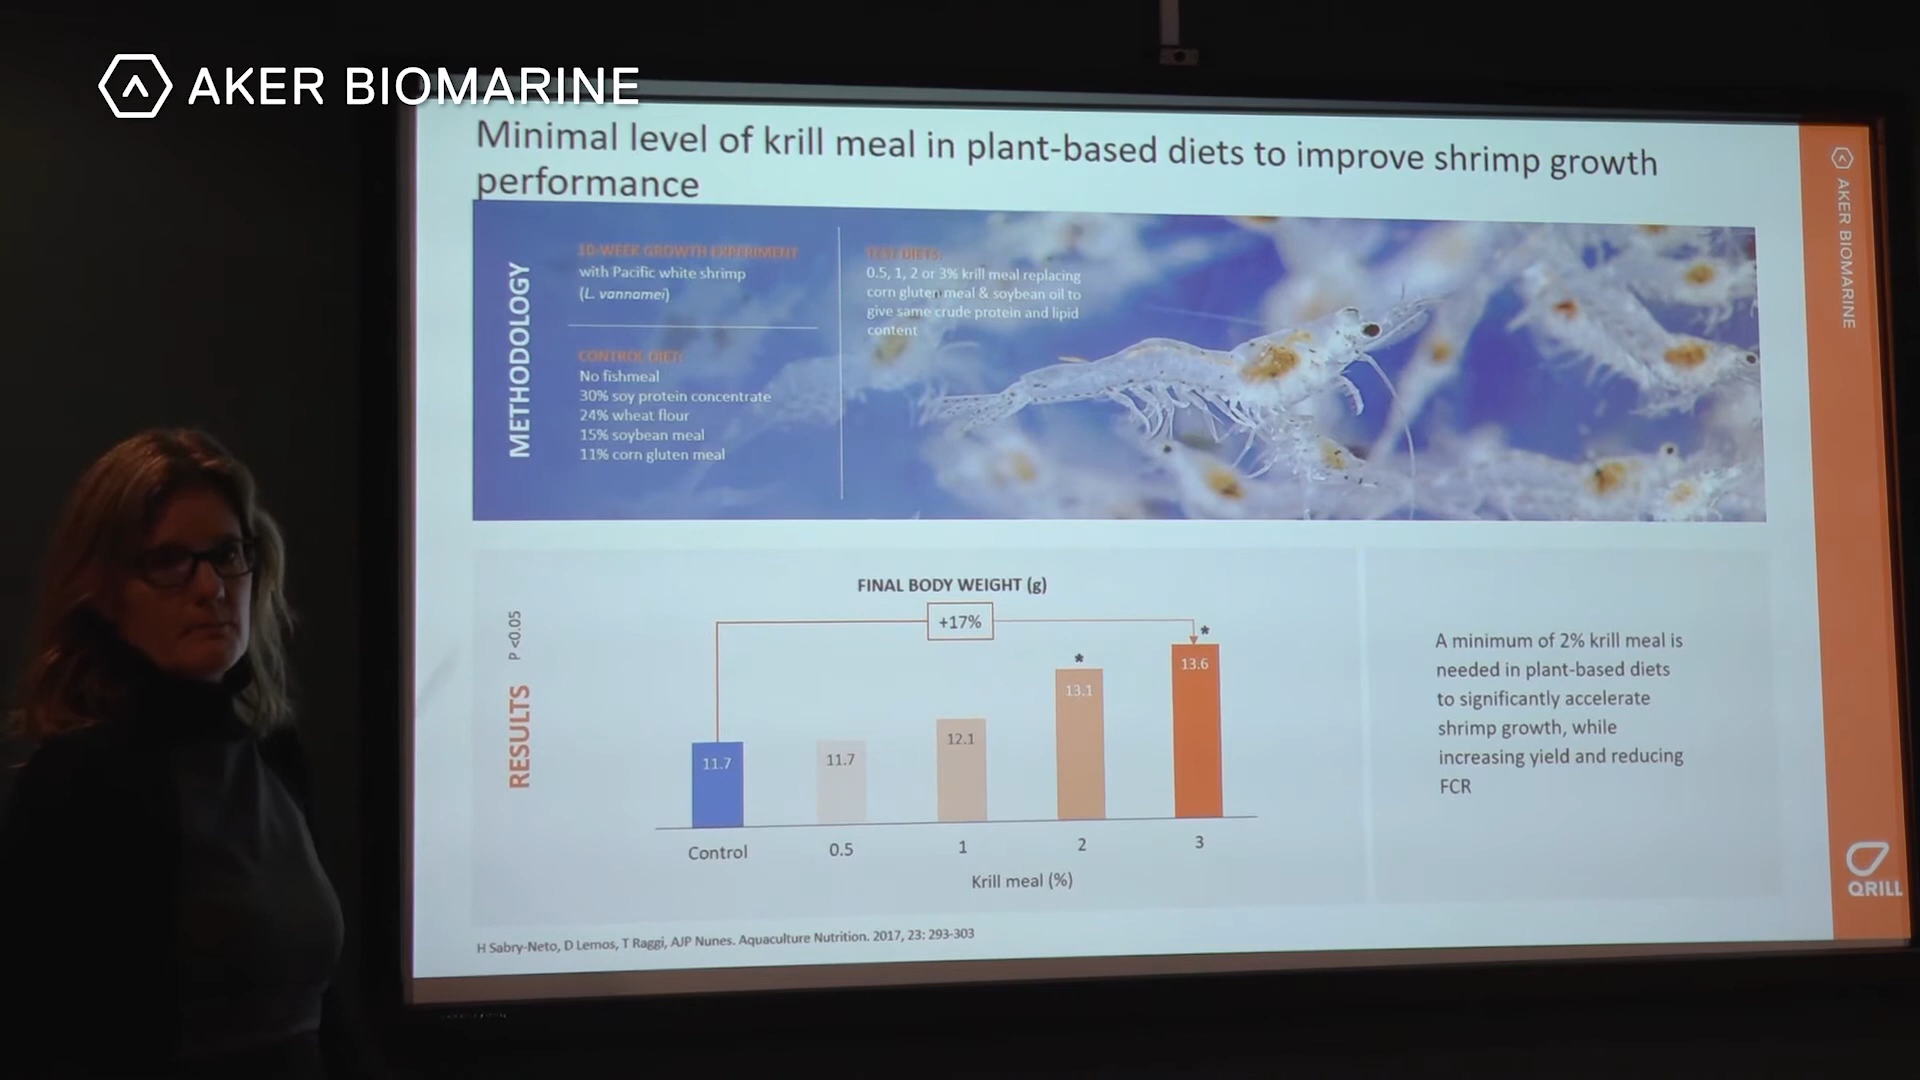 AKER BIOMARINE
Minimal level of krill meal in plant-based diets to improve shrimp growth
performance
METHODOLOGY
10-WEEK GROWTH EXPERIMENT
with Pacific white shrimp
(L. vannamei)
CONTROL DIET:
No fishmeal
30% soy protein concentrate
24% wheat flour
15% soybean meal
11% corn gluten meal
TEST DIETS:
0.5, 1, 2 or 3% krill meal replacing
corn gluten meal & soybean oil to
give same crude protein and lipid
content
AKER BIOMARINE
RESULTS P <0.05
FINAL BODY WEIGHT (g)
+17%
* *
11.7 11.7 12.1 13.1 13.6
Control 0.5 1 2 3
Krill meal (%)
A minimum of 2% krill meal is
needed in plant-based diets
to significantly accelerate
shrimp growth, while
increasing yield and reducing
FCR
QRILL
H Sabry-Neto, D Lemos, T Raggi, AJP Nunes. Aquaculture Nutrition. 2017, 23: 293-303